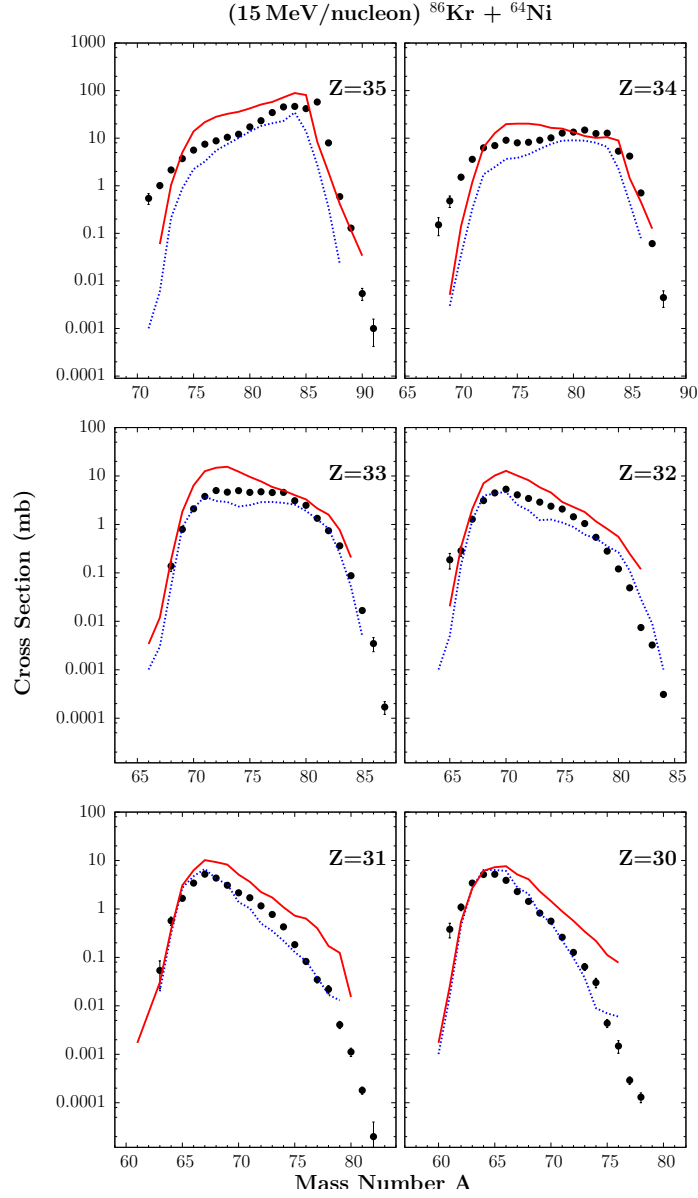 (15 MeV/nucleon) ⁸⁶Kr + ⁶⁴Ni
1000
100
10
1
0.1
0.01
0.001
0.0001
Z=35
Z=34
70 75 80 85 90
65 70 75 80 85 90
100
10
1
0.1
0.01
0.001
0.0001
Z=33
Z=32
65 70 75 80 85
65 70 75 80 85
Cross Section (mb)
100
10
1
0.1
0.01
0.001
0.0001
Z=31
Z=30
60 65 70 75 80
60 65 70 75 80
Mass Number A